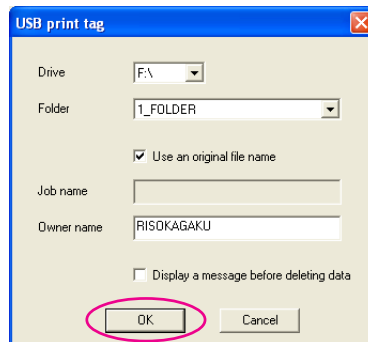 USB print tag
Drive F:\
Folder 1_FOLDER
Use an original file name
Job name
Owner name RISOKAGAKU
Display a message before deleting data
OK Cancel